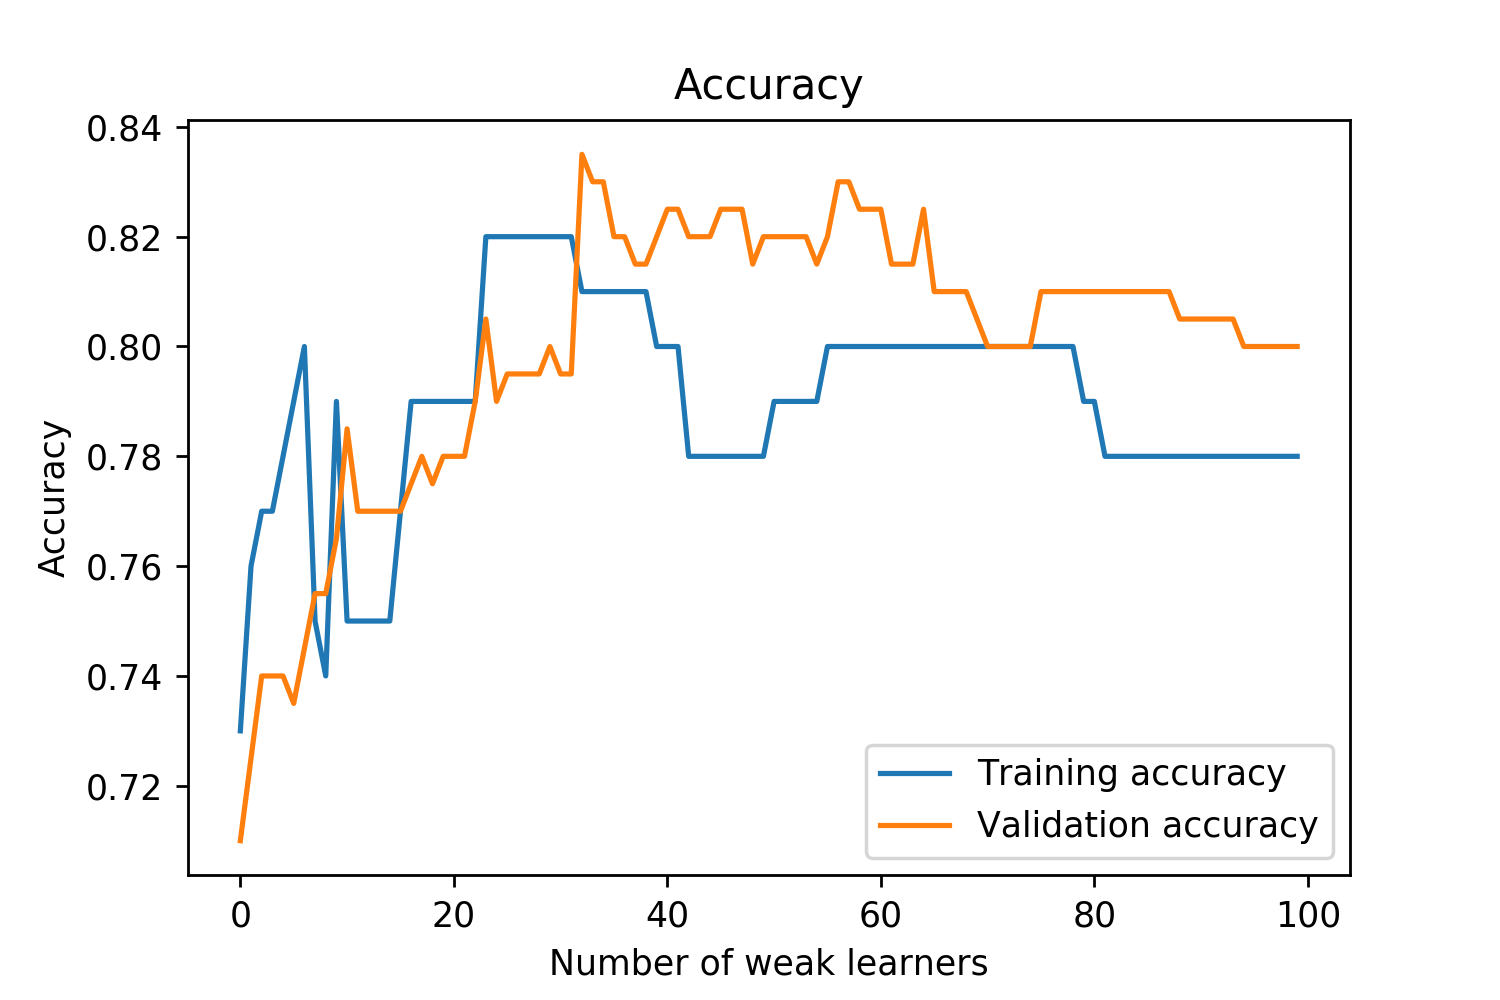 Accuracy
0.84
0.82
0.80
0.78
0.76
0.74
0.72
Accuracy
0 20 40 60 80 100
Number of weak learners
Training accuracy
Validation accuracy